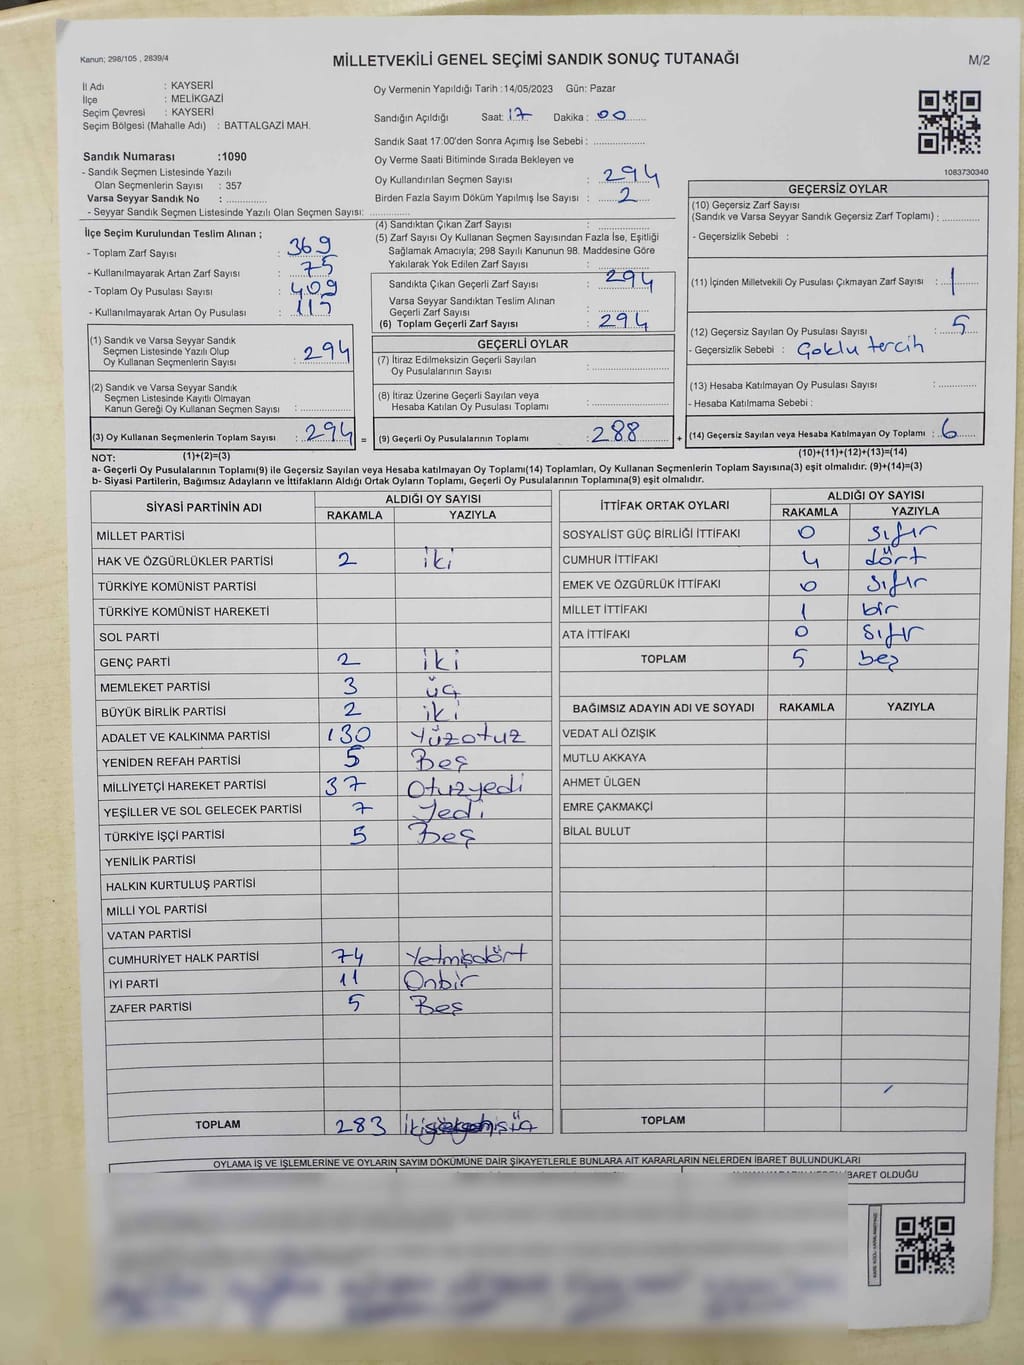 Kanun; 298/105 , 2839/4
MİLLETVEKİLİ GENEL SEÇİMİ SANDIK SONUÇ TUTANAĞI
M/2
İl Adı : KAYSERİ
İlçe : MELİKGAZİ
Seçim Çevresi : KAYSERİ
Seçim Bölgesi (Mahalle Adı) : BATTALGAZİ MAH.
Sandık Numarası :1090
- Sandık Seçmen Listesinde Yazılı
Olan Seçmenlerin Sayısı : 357
Varsa Seyyar Sandık No : ....................
- Seyyar Sandık Seçmen Listesinde Yazılı Olan Seçmen Sayısı: ....................
İlçe Seçim Kurulundan Teslim Alınan ;
- Toplam Zarf Sayısı : 369
- Kullanılmayarak Artan Zarf Sayısı : 75
- Toplam Oy Pusulası Sayısı : 409
- Kullanılmayarak Artan Oy Pusulası : 115
(1) Sandık ve Varsa Seyyar Sandık
Seçmen Listesinde Yazılı Olup
Oy Kullanan Seçmenlerin Sayısı : 294
(2) Sandık ve Varsa Seyyar Sandık
Seçmen Listesinde Kayıtlı Olmayan
Kanun Gereği Oy Kullanan Seçmen Sayısı : ....................
(3) Oy Kullanan Seçmenlerin Toplam Sayısı : 294 =
Oy Vermenin Yapıldığı Tarih :14/05/2023 Gün: Pazar
Sandığın Açıldığı Saat: 17 Dakika : 00
Sandık Saat 17:00'den Sonra Açımış İse Sebebi : ....................
Oy Verme Saati Bitiminde Sırada Bekleyen ve
Oy Kullandırılan Seçmen Sayısı : 294
Birden Fazla Sayım Döküm Yapılmış İse Sayısı : 2
(4) Sandıktan Çıkan Zarf Sayısı : ....................
(5) Zarf Sayısı Oy Kullanan Seçmen Sayısından Fazla İse, Eşitliği
Sağlamak Amacıyla; 298 Sayılı Kanunun 98. Maddesine Göre
Yakılarak Yok Edilen Zarf Sayısı : ....................
Sandıkta Çıkan Geçerli Zarf Sayısı : 294
Varsa Seyyar Sandıktan Teslim Alınan
Geçerli Zarf Sayısı : ....................
(6) Toplam Geçerli Zarf Sayısı : 294
GEÇERLİ OYLAR
(7) İtiraz Edilmeksizin Geçerli Sayılan
Oy Pusulalarının Sayısı : ....................
(8) İtiraz Üzerine Geçerli Sayılan veya
Hesaba Katılan Oy Pusulası Toplamı : ....................
(9) Geçerli Oy Pusulalarının Toplamı : 288 +
1083730340
GEÇERSİZ OYLAR
(10) Geçersiz Zarf Sayısı
(Sandık ve Varsa Seyyar Sandık Geçersiz Zarf Toplamı) : ....................
- Geçersizlik Sebebi :
(11) İçinden Milletvekili Oy Pusulası Çıkmayan Zarf Sayısı : 1
(12) Geçersiz Sayılan Oy Pusulası Sayısı : 5
- Geçersizlik Sebebi : Çoklu tercih
(13) Hesaba Katılmayan Oy Pusulası Sayısı : ....................
- Hesaba Katılmama Sebebi :
(14) Geçersiz Sayılan veya Hesaba Katılmayan Oy Toplamı : 6
NOT: (1)+(2)=(3) (10)+(11)+(12)+(13)=(14)
a- Geçerli Oy Pusulalarının Toplamı(9) ile Geçersiz Sayılan veya Hesaba katılmayan Oy Toplamı(14) Toplamları, Oy Kullanan Seçmenlerin Toplam Sayısına(3) eşit olmalıdır. (9)+(14)=(3)
b- Siyasi Partilerin, Bağımsız Adayların ve İttifakların Aldığı Ortak Oyların Toplamı, Geçerli Oy Pusulalarının Toplamına(9) eşit olmalıdır.
SİYASİ PARTİNİN ADI ALDIĞI OY SAYISI
RAKAMLA YAZIYLA
MİLLET PARTİSİ
HAK VE ÖZGÜRLÜKLER PARTİSİ 2 iki
TÜRKİYE KOMÜNİST PARTİSİ
TÜRKİYE KOMÜNİST HAREKETİ
SOL PARTİ
GENÇ PARTİ 2 iki
MEMLEKET PARTİSİ 3 üç
BÜYÜK BİRLİK PARTİSİ 2 iki
ADALET VE KALKINMA PARTİSİ 130 Yüzotuz
YENİDEN REFAH PARTİSİ 5 Beş
MİLLİYETÇİ HAREKET PARTİSİ 37 Otuzyedi
YEŞİLLER VE SOL GELECEK PARTİSİ 7 Yedi
TÜRKİYE İŞÇİ PARTİSİ 5 Beş
YENİLİK PARTİSİ
HALKIN KURTULUŞ PARTİSİ
MİLLİ YOL PARTİSİ
VATAN PARTİSİ
CUMHURİYET HALK PARTİSİ 74 Yetmişdört
İYİ PARTİ 11 Onbir
ZAFER PARTİSİ 5 Beş
TOPLAM 283
İTTİFAK ORTAK OYLARI ALDIĞI OY SAYISI
RAKAMLA YAZIYLA
SOSYALİST GÜÇ BİRLİĞİ İTTİFAKI 0 sıfır
CUMHUR İTTİFAKI 4 dört
EMEK VE ÖZGÜRLÜK İTTİFAKI 0 sıfır
MİLLET İTTİFAKI 1 bir
ATA İTTİFAKI 0 sıfır
TOPLAM 5 beş
BAĞIMSIZ ADAYIN ADI VE SOYADI RAKAMLA YAZIYLA
VEDAT ALİ ÖZIŞIK
MUTLU AKKAYA
AHMET ÜLGEN
EMRE ÇAKMAKÇİ
BİLAL BULUT
TOPLAM
OYLAMA İŞ VE İŞLEMLERİNE VE OYLARIN SAYIM DÖKÜMÜNE DAİR ŞİKAYETLERLE BUNLARA AİT KARARLARIN NELERDEN İBARET BULUNDUKLARI
İBARET OLDUĞU